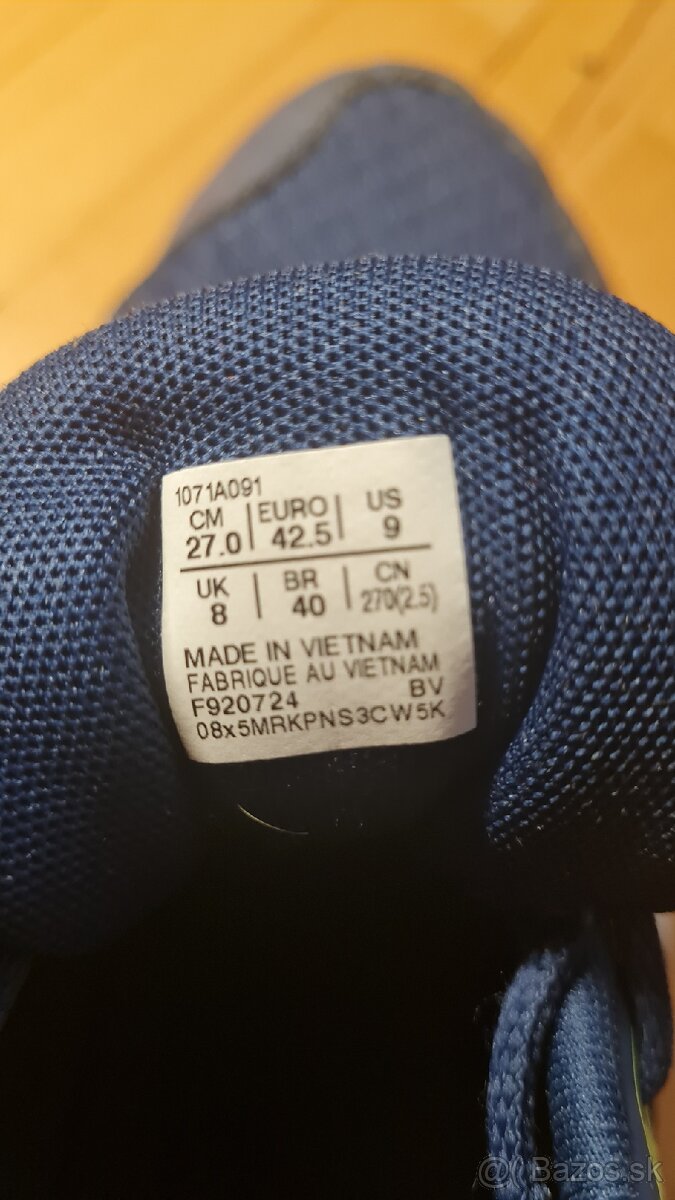 1071A091
CM | EURO | US
27.0 | 42.5 | 9
UK | BR | CN
8 | 40 | 270(2.5)
MADE IN VIETNAM
FABRIQUE AU VIETNAM
F920724 BV
08x5MRKPNS3CW5K
@ Bazos.sk